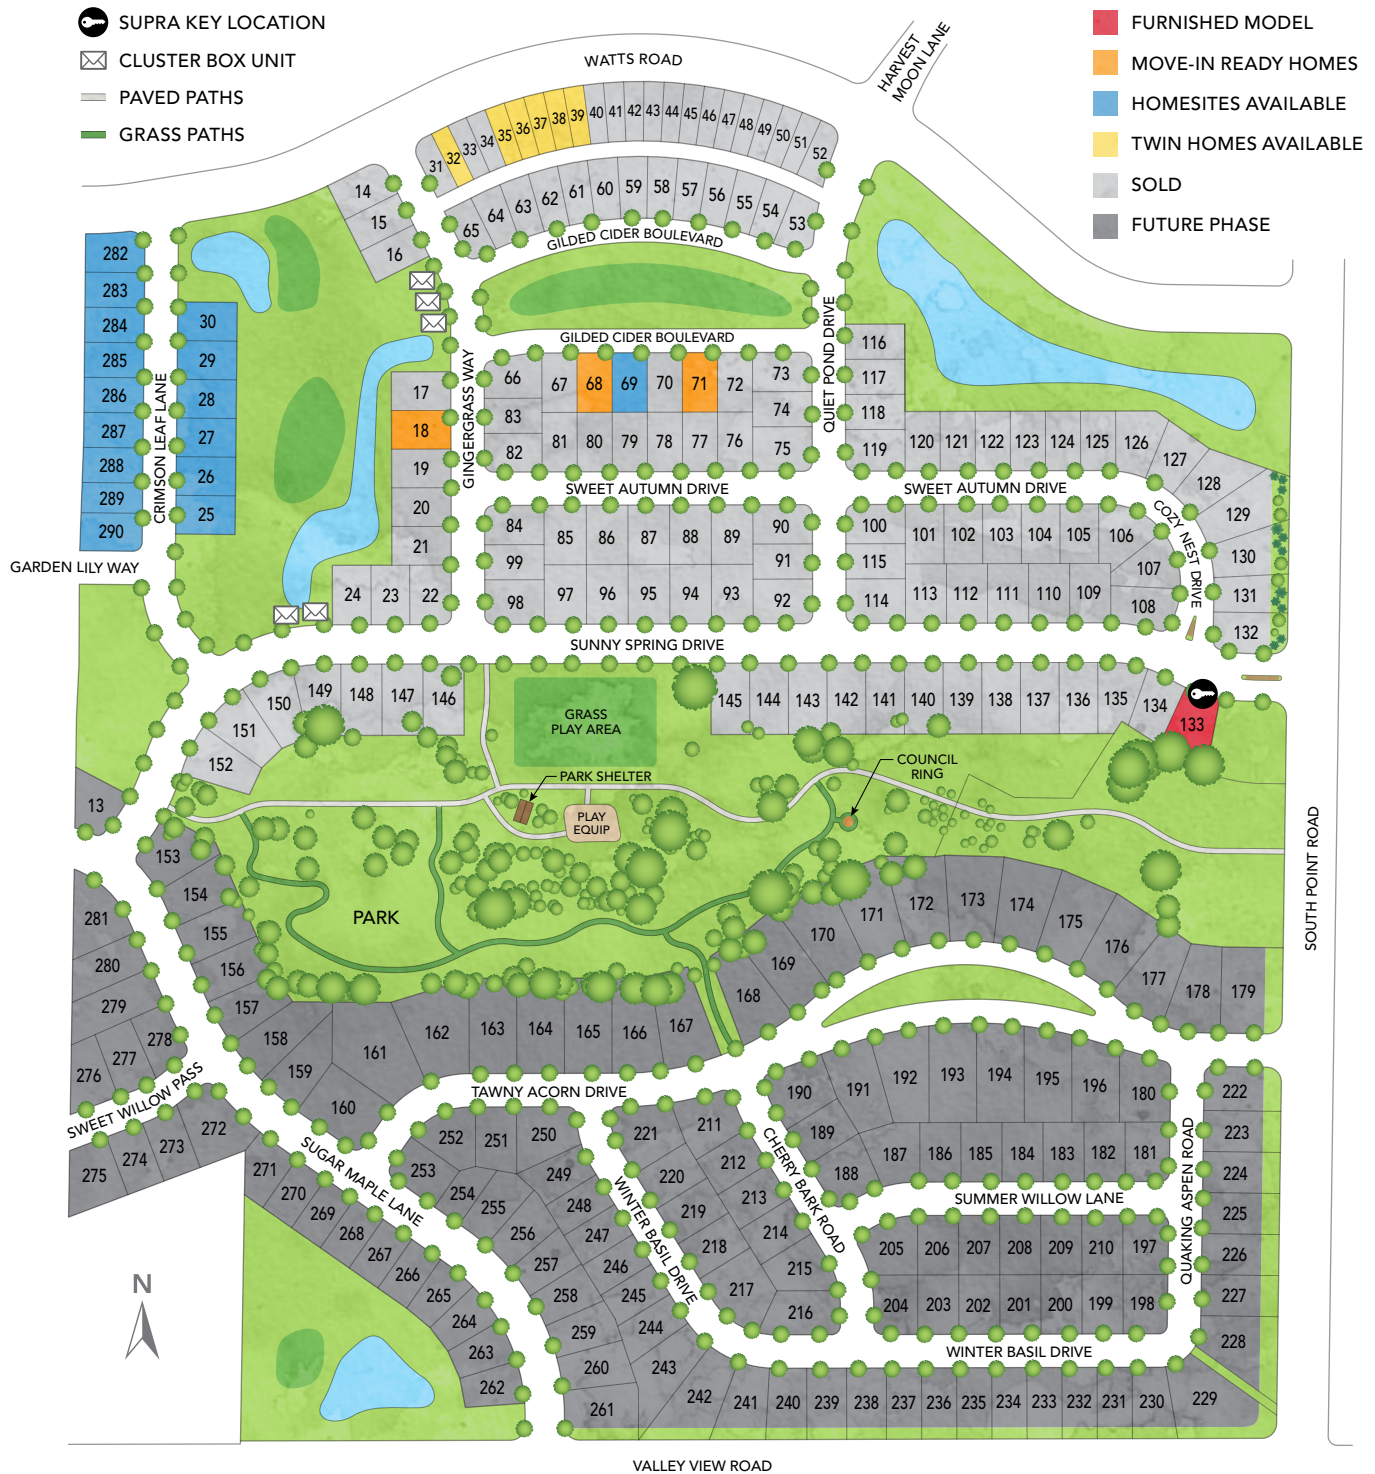 SUPRA KEY LOCATION
CLUSTER BOX UNIT
PAVED PATHS
GRASS PATHS
FURNISHED MODEL
MOVE-IN READY HOMES
HOMESITES AVAILABLE
TWIN HOMES AVAILABLE
SOLD
FUTURE PHASE
WATTS ROAD
HARVEST
MOON LANE
31 32 33 34 35 36 37 38 39 40 41 42 43 44 45 46 47 48 49 50 51 52
14
15
16
65 64 63 62 61 60 59 58 57 56 55 54 53
GILDED CIDER BOULEVARD
282
283
284
285
286
287
288
289
290
30
29
28
27
26
25
CRIMSON LEAF LANE
GARDEN LILY WAY
GILDED CIDER BOULEVARD
GINGERGRASS WAY
QUIET POND DRIVE
17
18
19
20
21
24 23 22
66 67 68 69 70 71 72 73
83 74
82 81 80 79 78 77 76 75
116
117
118
119 120 121 122 123 124 125 126 127 128 129 130 131 132
SWEET AUTUMN DRIVE
SWEET AUTUMN DRIVE
COZY NEST DRIVE
84 85 86 87 88 89 90
99 91
98 97 96 95 94 93 92
100 101 102 103 104 105 106
115 107
114 113 112 111 110 109 108
SUNNY SPRING DRIVE
152 151 150 149 148 147 146
GRASS
PLAY AREA
145 144 143 142 141 140 139 138 137 136 135 134 133
PARK SHELTER
PLAY
EQUIP
COUNCIL
RING
PARK
SOUTH POINT ROAD
13
153
154
155
156
157
158
159
160
161
162 163 164 165 166 167
168 169 170 171 172 173 174 175 176 177 178 179
281
280
279
278
277
276
SWEET WILLOW PASS
275 274 273 272
TAWNY ACORN DRIVE
SUGAR MAPLE LANE
271
270
269
268
267
266
265
264
263
262
252 251 250
253 249
254 248
255 247
256 246
257 245
258 244
259 243
260 242
261
WINTER BASIL DRIVE
221 211
220 212
219 213
218 214
217 215
216
CHERRY BARK ROAD
190 191 192 193 194 195 196 180
189
188 187 186 185 184 183 182 181
SUMMER WILLOW LANE
205 206 207 208 209 210 197
204 203 202 201 200 199 198
QUAKING ASPEN ROAD
222
223
224
225
226
227
228
WINTER BASIL DRIVE
241 240 239 238 237 236 235 234 233 232 231 230 229
N
VALLEY VIEW ROAD